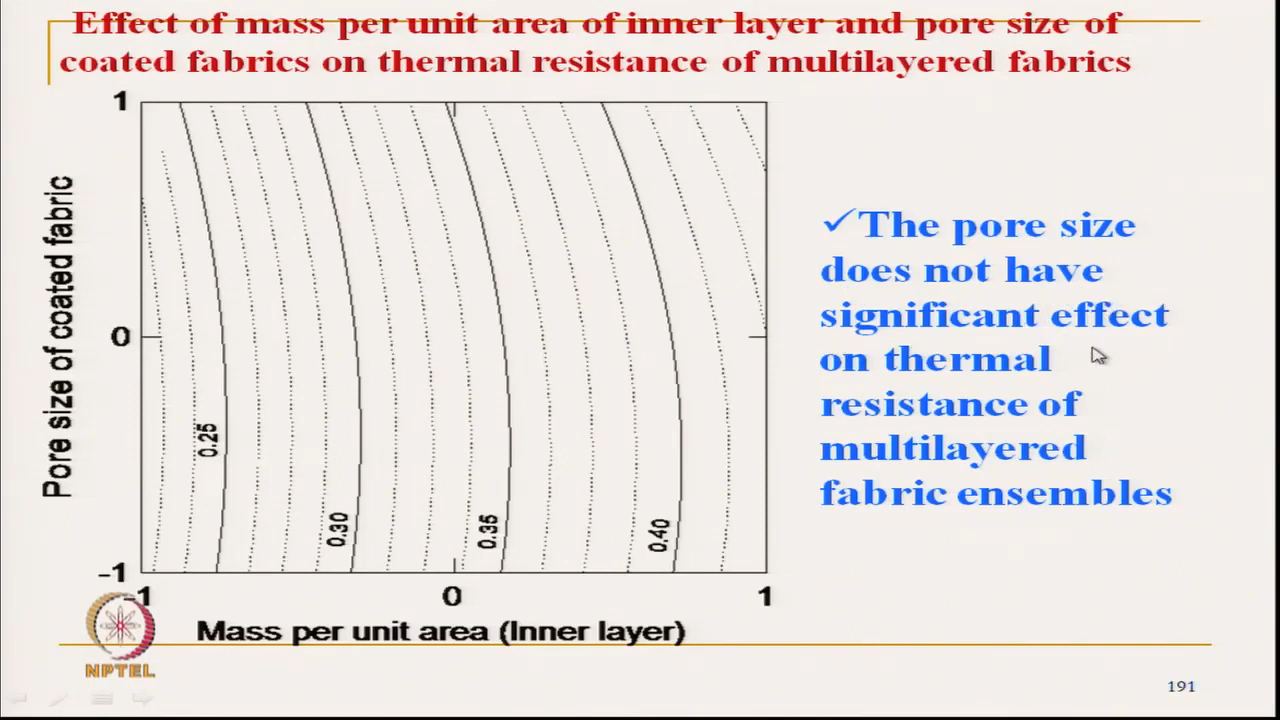 Effect of mass per unit area of inner layer and pore size of
coated fabrics on thermal resistance of multilayered fabrics
1
0
-1
Pore size of coated fabric
0.25
0.30
0.35
0.40
-1
0
1
Mass per unit area (Inner layer)
✓The pore size
does not have
significant effect
on thermal
resistance of
multilayered
fabric ensembles
NPTEL
191